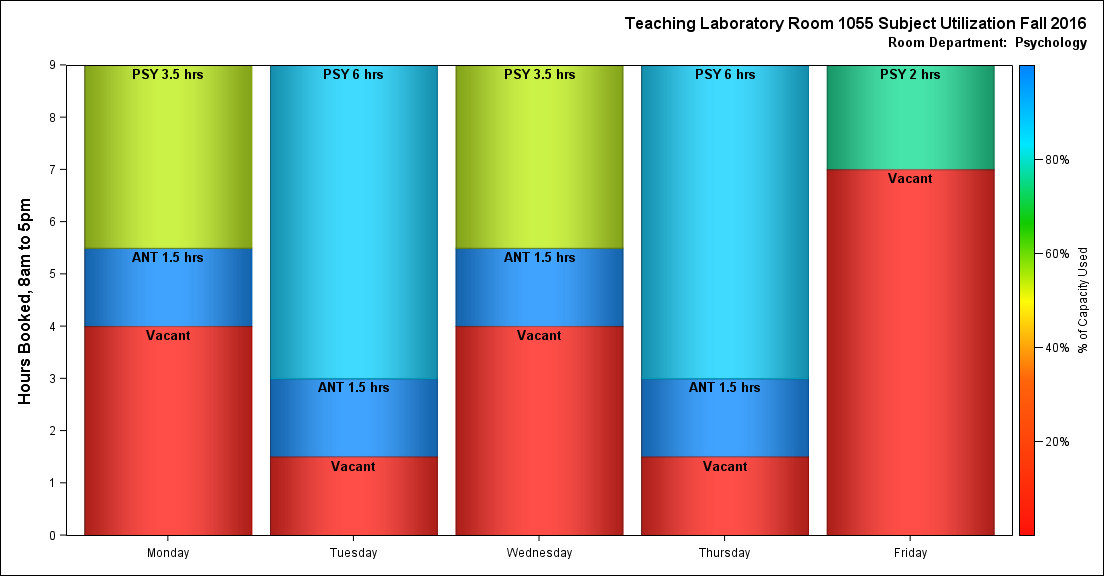 Teaching Laboratory Room 1055 Subject Utilization Fall 2016
Room Department:  Psychology
Hours Booked, 8am to 5pm
9
8
7
6
5
4
3
2
1
0
PSY 3.5 hrs
ANT 1.5 hrs
Vacant
PSY 6 hrs
ANT 1.5 hrs
Vacant
PSY 3.5 hrs
ANT 1.5 hrs
Vacant
PSY 6 hrs
ANT 1.5 hrs
Vacant
PSY 2 hrs
Vacant
Monday
Tuesday
Wednesday
Thursday
Friday
80%
60%
40%
20%
% of Capacity Used